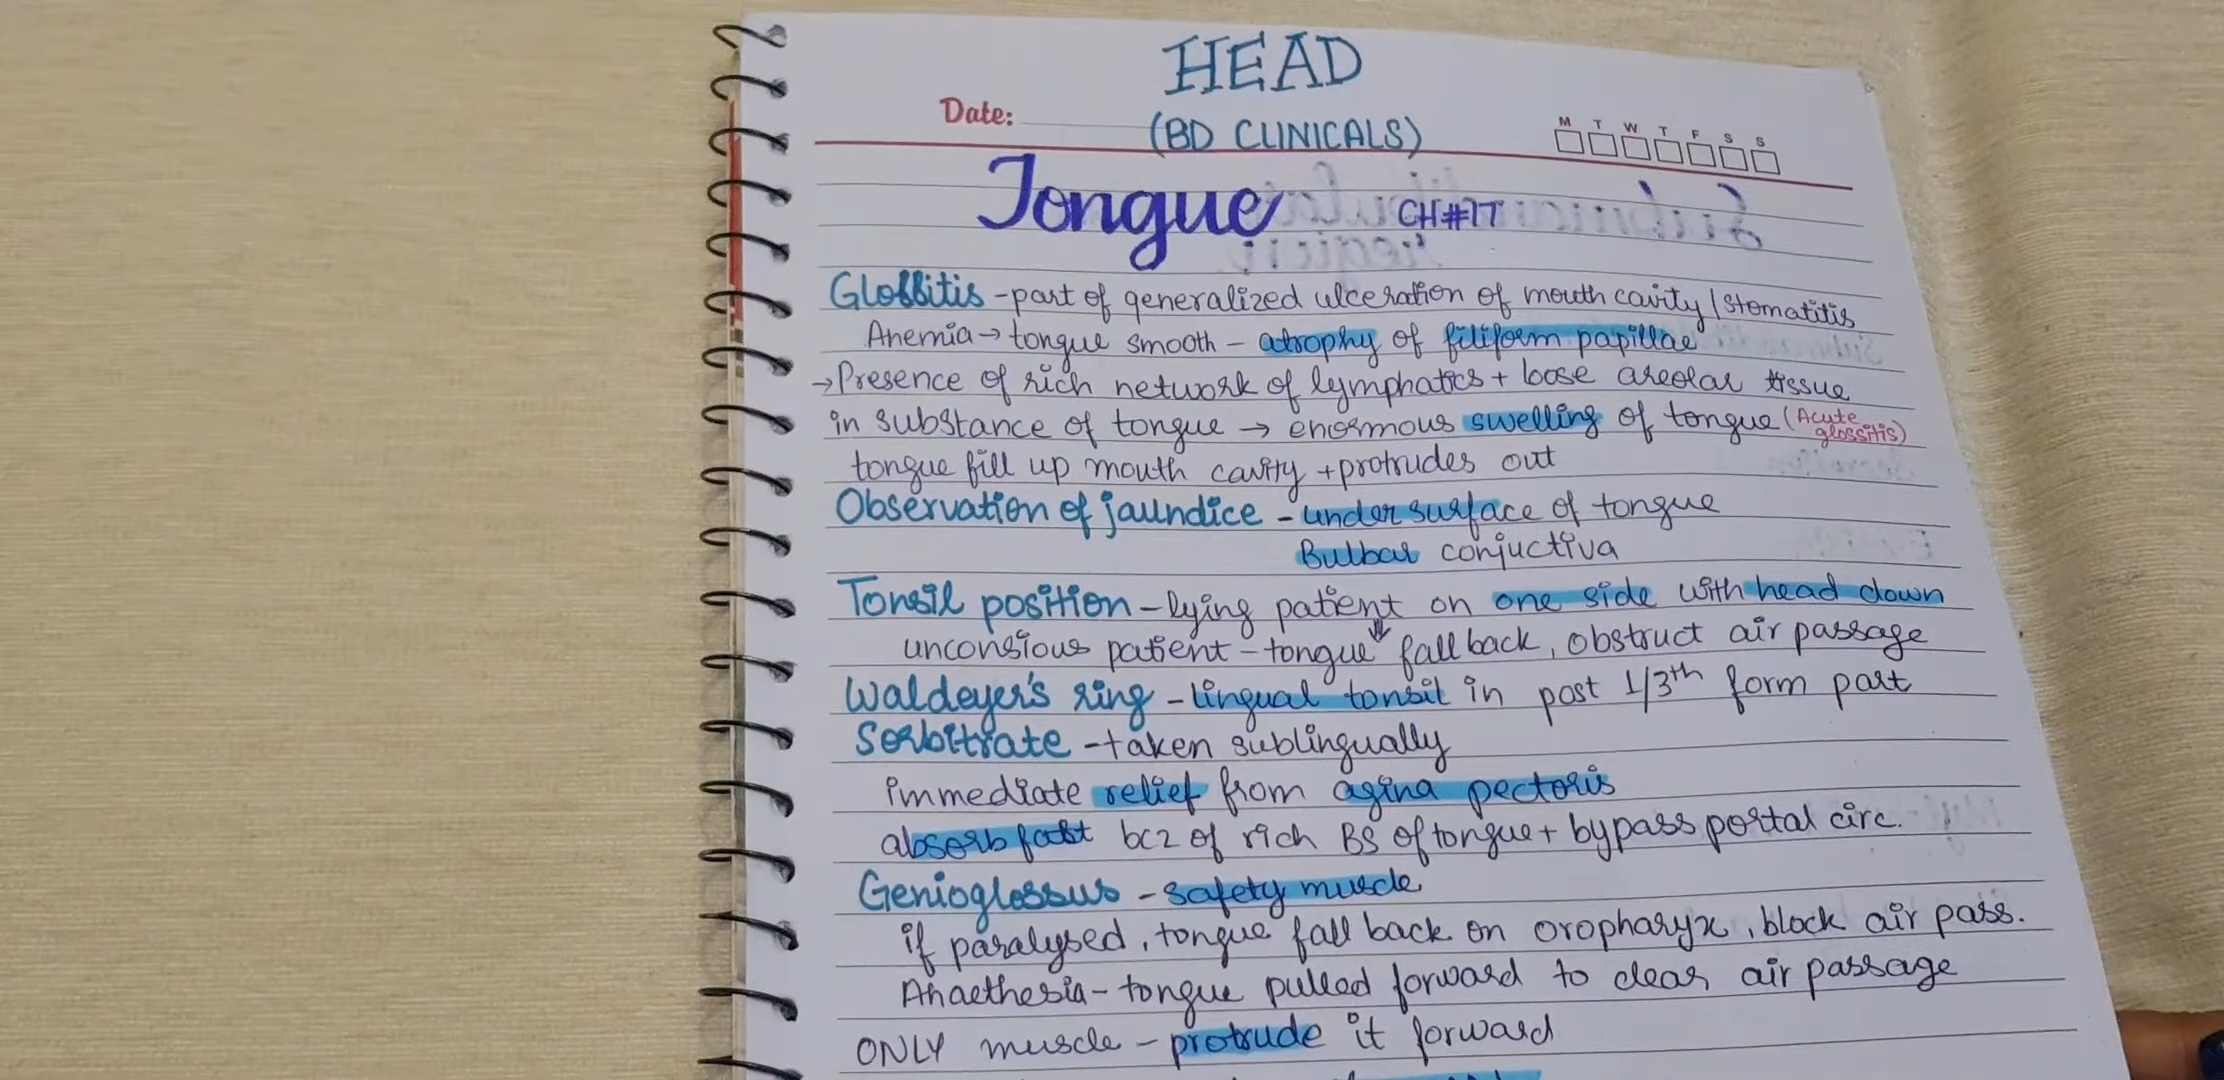 HEAD
Date:
(BD CLINICALS)
M T W T F S S
Tongue CH#17
Glossitis - part of generalized ulceration of mouth cavity / stomatitis
Anemia → tongue smooth - atrophy of filiform papillae
→ Presence of rich network of lymphatics + loose areolar tissue
in substance of tongue → enormous swelling of tongue (Acute glossitis)
tongue fill up mouth cavity + protrudes out
Observation of jaundice - under surface of tongue
Bulbar conjuctiva
Tonsil position - lying patient on one side with head down
unconsious patient - tongue fall back, obstruct air passage
Waldeyer's ring - lingual tonsil in post 1/3th form part
Sorbitrate - taken sublingually
immediate relief from agina pectoris
absorb fast bcz of rich BS of tongue + bypass portal circ.
Genioglossus - safety muscle
if paralysed, tongue fall back on oropharyx, block air pass.
Anaethesia - tongue pulled forward to clear air passage
ONLY muscle - protrude it forward